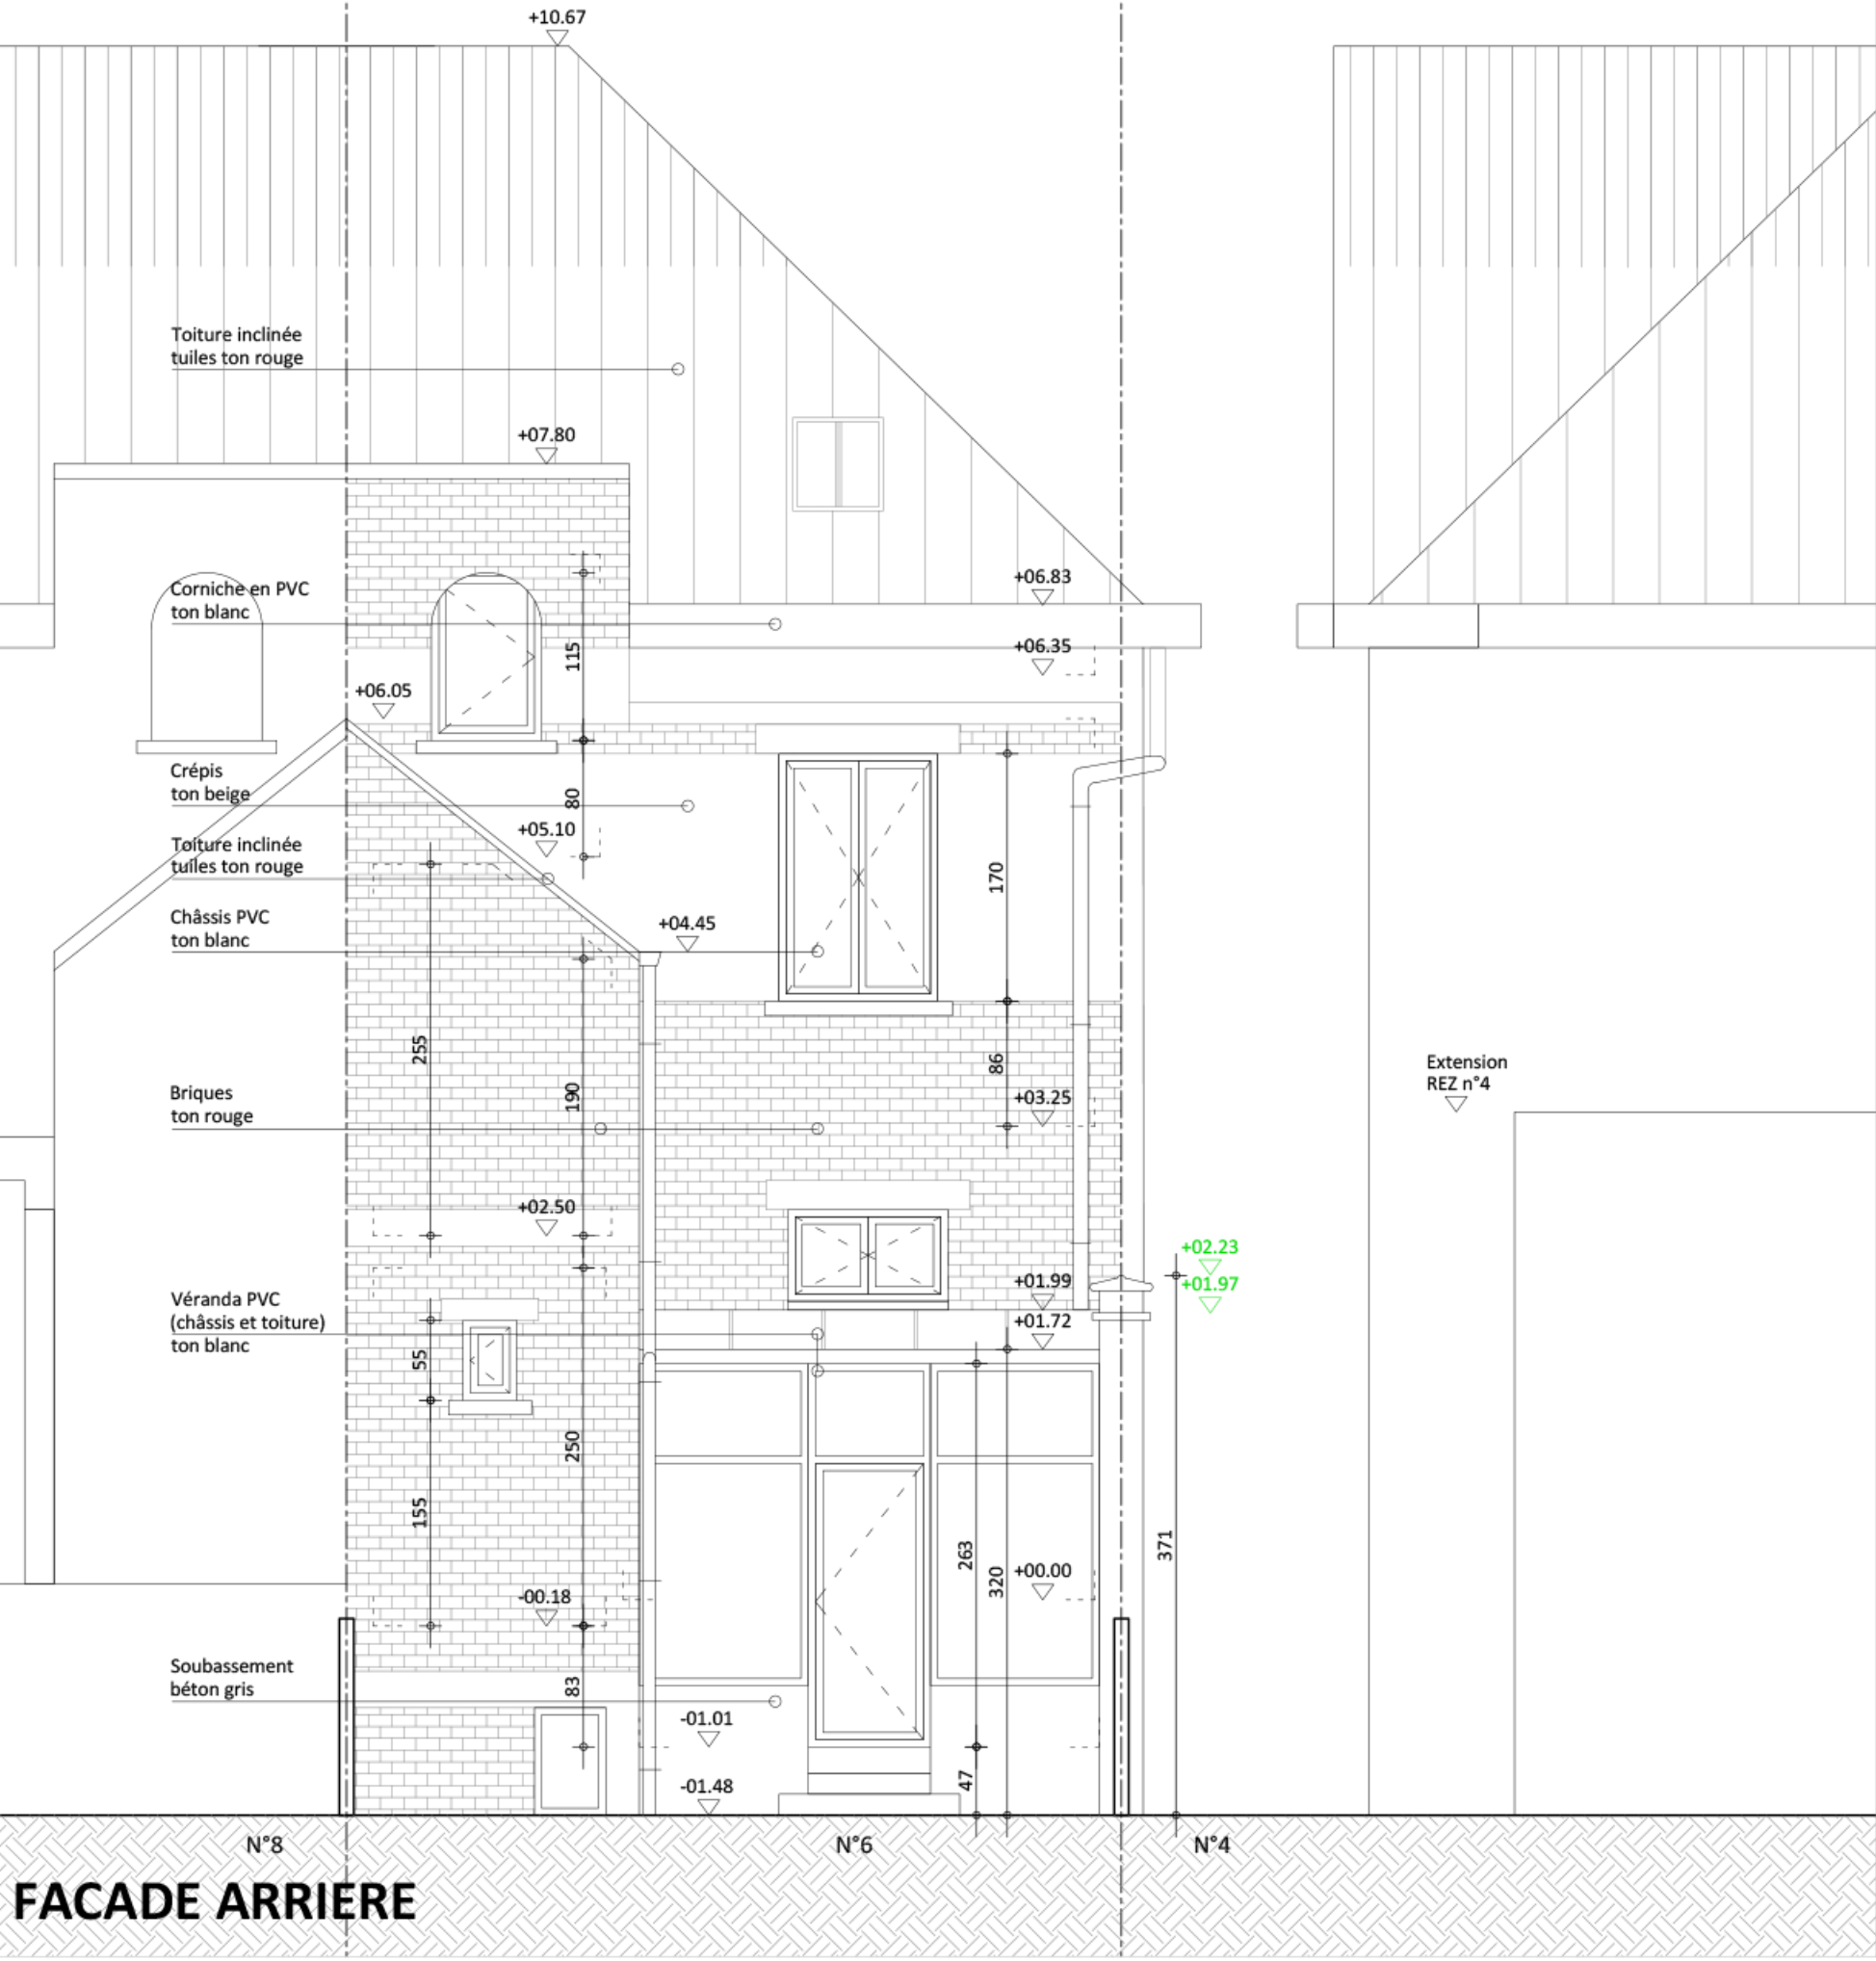 +10.67
Toiture inclinée
tuiles ton rouge
+07.80
Corniche en PVC
ton blanc
+06.83
115
+06.35
+06.05
Crépis
ton beige
80
+05.10
Toiture inclinée
tuiles ton rouge
170
Châssis PVC
ton blanc
+04.45
255
86
Extension
REZ n°4
Briques
ton rouge
190
+03.25
+02.50
+02.23
+01.99
+01.97
Véranda PVC
(châssis et toiture)
ton blanc
+01.72
55
250
155
263
320
371
+00.00
-00.18
Soubassement
béton gris
83
-01.01
47
-01.48
N°8
N°6
N°4
FACADE ARRIERE